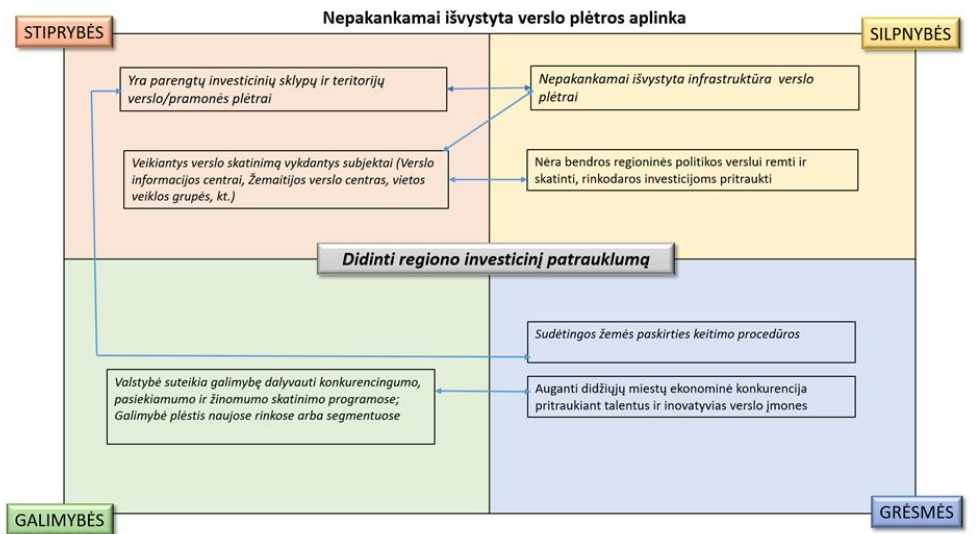 Nepakankamai išvystyta verslo plėtros aplinka
STIPRYBĖS
SILPNYBĖS
Yra parengtų investicinių sklypų ir teritorijų
verslo/pramonės plėtrai
Nepakankamai išvystyta infrastruktūra verslo
plėtrai
Veikiantys verslo skatinimą vykdantys subjektai (Verslo
informacijos centrai, Žemaitijos verslo centras, vietos
veiklos grupės, kt.)
Nėra bendros regioninės politikos verslui remti ir
skatinti, rinkodaros investicijoms pritraukti
Didinti regiono investicinį patrauklumą
Sudėtingos žemės paskirties keitimo procedūros
Valstybė suteikia galimybę dalyvauti konkurencingumo,
pasiekiamumo ir žinomumo skatinimo programose;
Galimybė plėstis naujose rinkose arba segmentuose
Auganti didžiųjų miestų ekonominė konkurencija
pritraukiant talentus ir inovatyvias verslo įmones
GALIMYBĖS
GRĖSMĖS